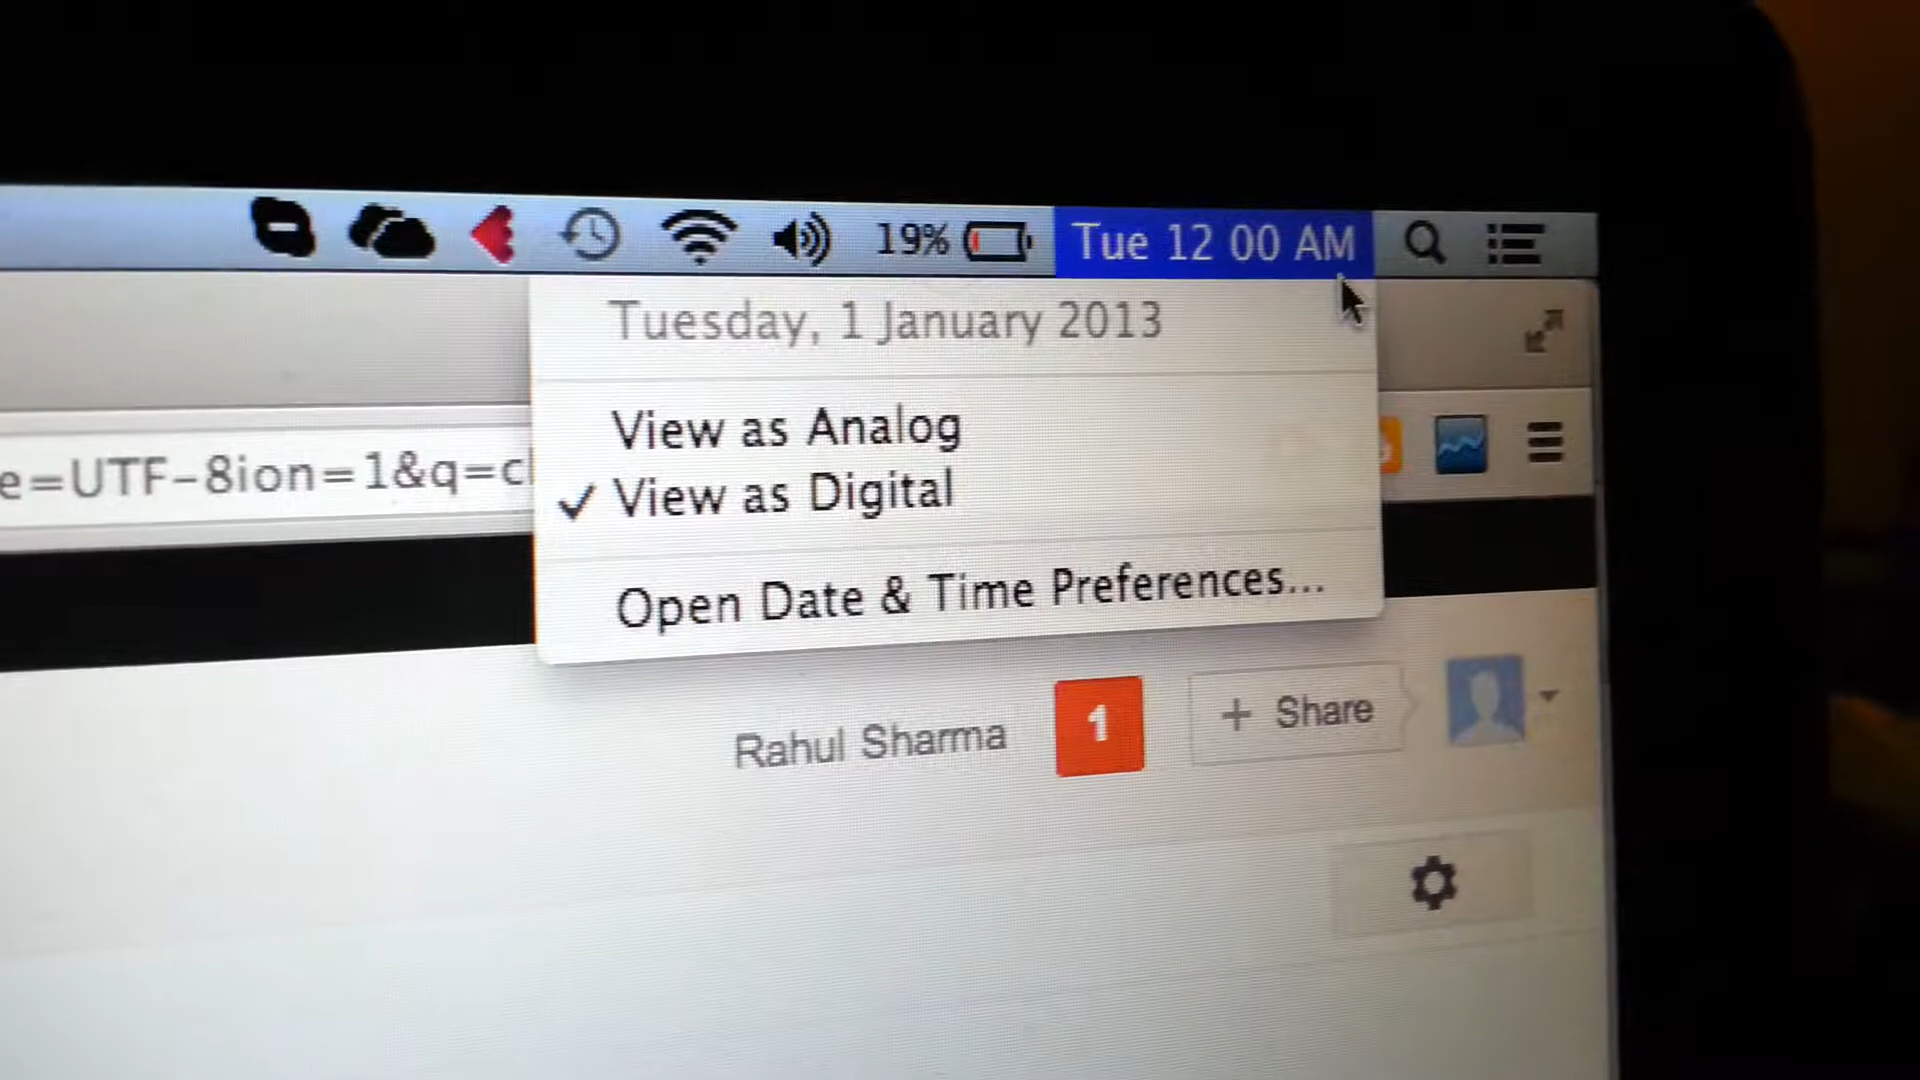 19% Tue 12 00 AM
Tuesday, 1 January 2013
View as Analog
e=UTF-8ion=1&q=c
✓ View as Digital
Open Date & Time Preferences...
Rahul Sharma 1 + Share